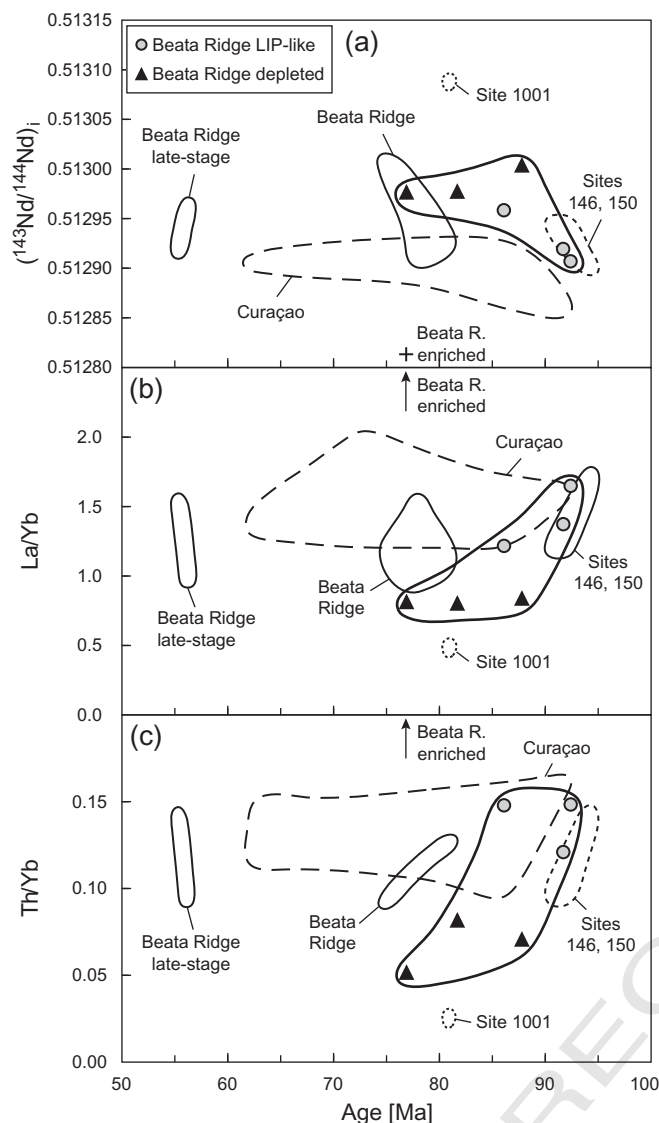 0.51315
0.51310
0.51305
0.51300
0.51295
0.51290
0.51285
0.51280
(¹⁴³Nd/¹⁴⁴Nd)ᵢ
Beata Ridge LIP-like
Beata Ridge depleted
(a)
Site 1001
Beata Ridge
Beata Ridge
late-stage
Sites
146, 150
Curaçao
Beata R.
enriched
(b)
Beata R.
enriched
2.0
1.5
1.0
0.5
0.0
La/Yb
Curaçao
Beata
Ridge
Sites
146, 150
Beata Ridge
late-stage
Site 1001
(c)
Beata R.
enriched
Curaçao
0.15
0.10
0.05
0.00
Th/Yb
Beata
Ridge
Beata Ridge
late-stage
Sites
146, 150
Site 1001
50 60 70 80 90 100
Age [Ma]
REC